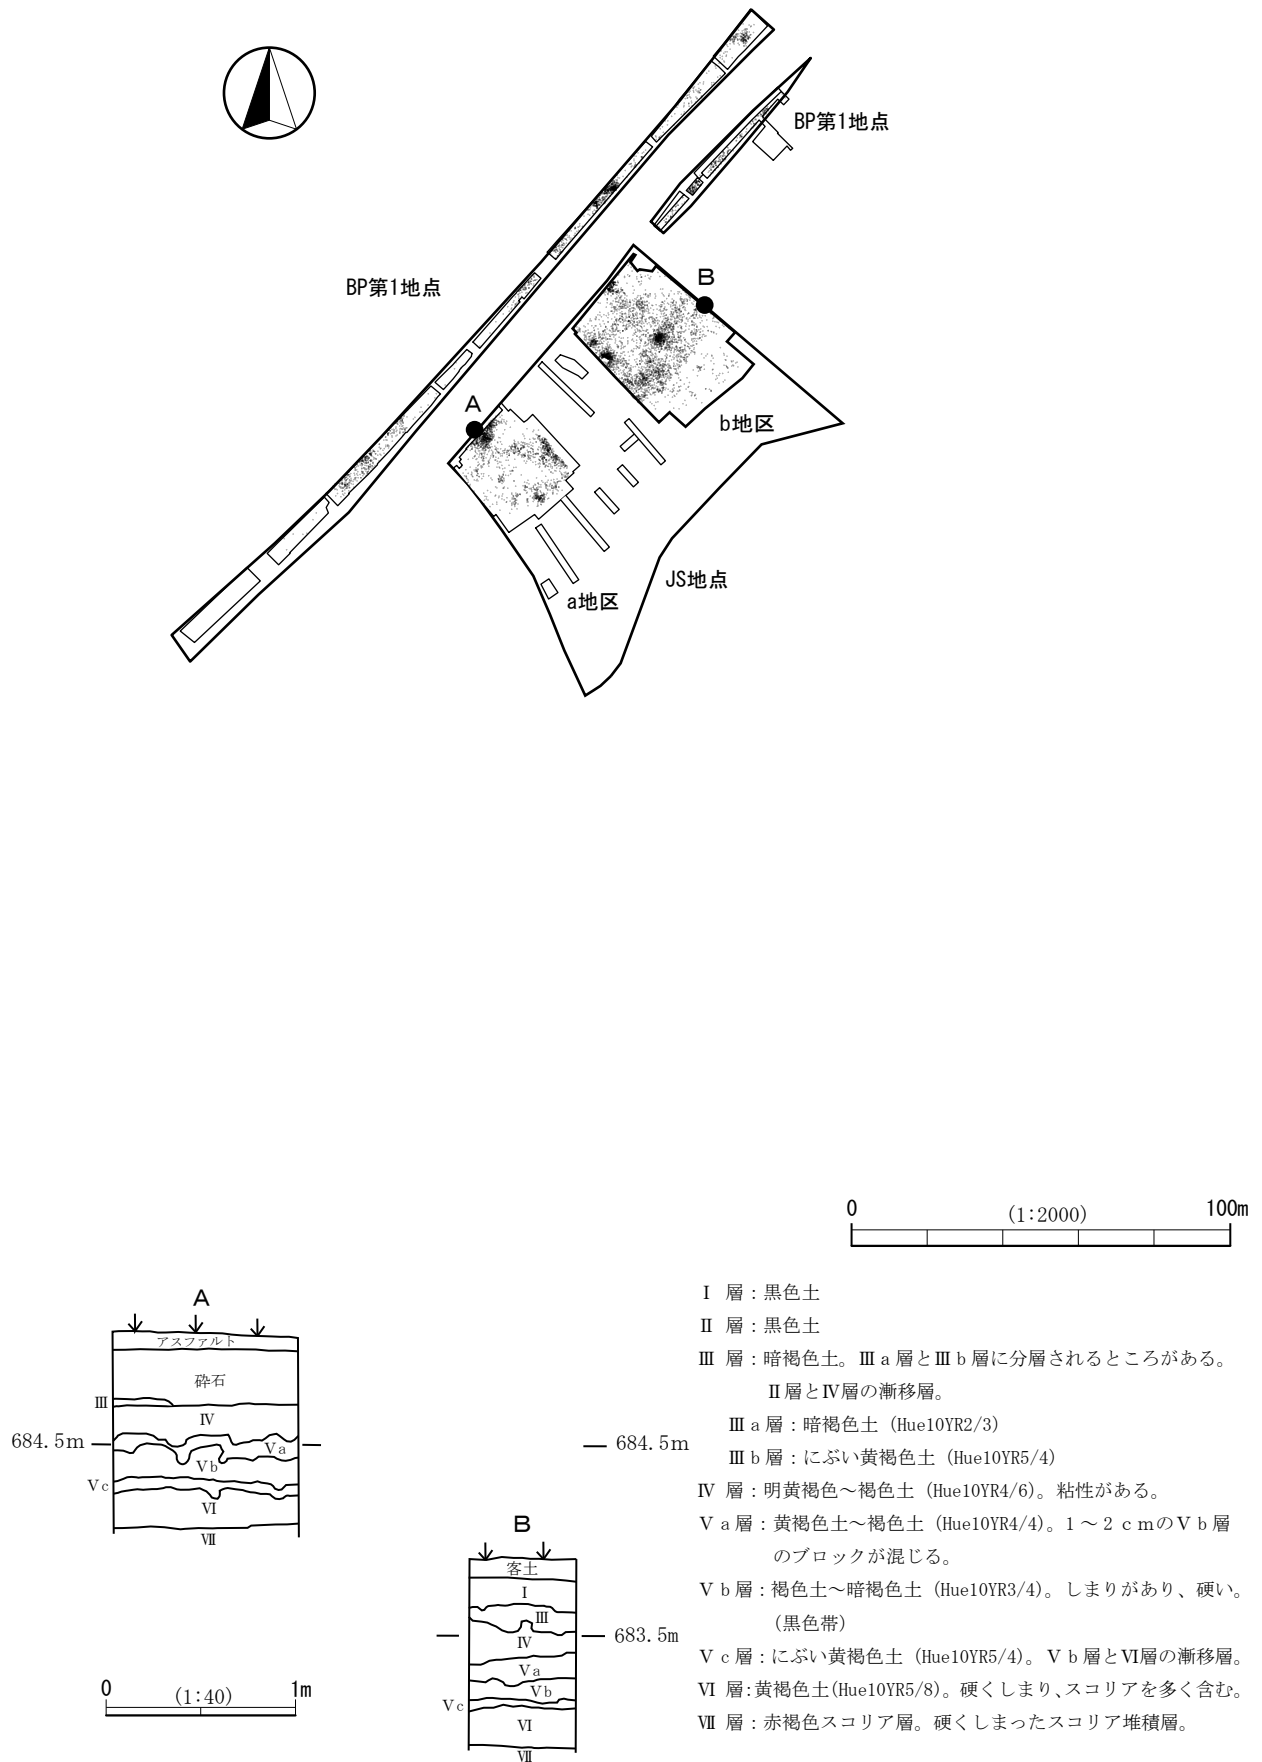 BP第1地点
BP第1地点
B
A
b地区
JS地点
a地区
0 (1:2000) 100m
A
アスファルト
砕石
Ⅲ
Ⅳ
684.5m
Ⅴa
Ⅴb
Ⅴc
Ⅵ
Ⅶ
684.5m
B
客土
Ⅰ
Ⅲ
683.5m
Ⅳ
Ⅴa
Ⅴb
Ⅴc
Ⅵ
Ⅶ
0 (1:40) 1m
Ⅰ 層：黒色土
Ⅱ 層：黒色土
Ⅲ 層：暗褐色土。Ⅲａ層とⅢｂ層に分層されるところがある。
Ⅱ層とⅣ層の漸移層。
Ⅲａ層：暗褐色土（Hue10YR2/3）
Ⅲｂ層：にぶい黄褐色土（Hue10YR5/4）
Ⅳ 層：明黄褐色～褐色土（Hue10YR4/6）。粘性がある。
Ⅴａ層：黄褐色土～褐色土（Hue10YR4/4）。１～２ｃｍのⅤｂ層
のブロックが混じる。
Ⅴｂ層：褐色土～暗褐色土（Hue10YR3/4）。しまりがあり、硬い。
（黒色帯）
Ⅴｃ層：にぶい黄褐色土（Hue10YR5/4）。Ⅴｂ層とⅥ層の漸移層。
Ⅵ 層：黄褐色土(Hue10YR5/8)。硬くしまり、スコリアを多く含む。
Ⅶ 層：赤褐色スコリア層。硬くしまったスコリア堆積層。